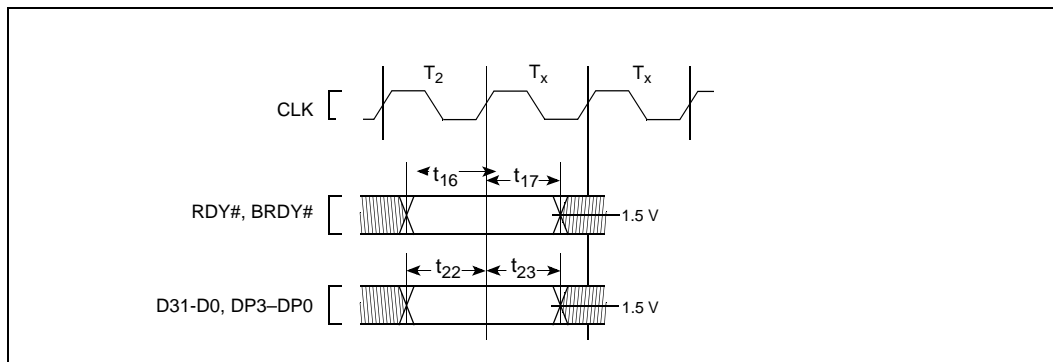 T2 Tx Tx
CLK
t16 t17
RDY#, BRDY#
1.5 V
t22 t23
D31-D0, DP3–DP0
1.5 V